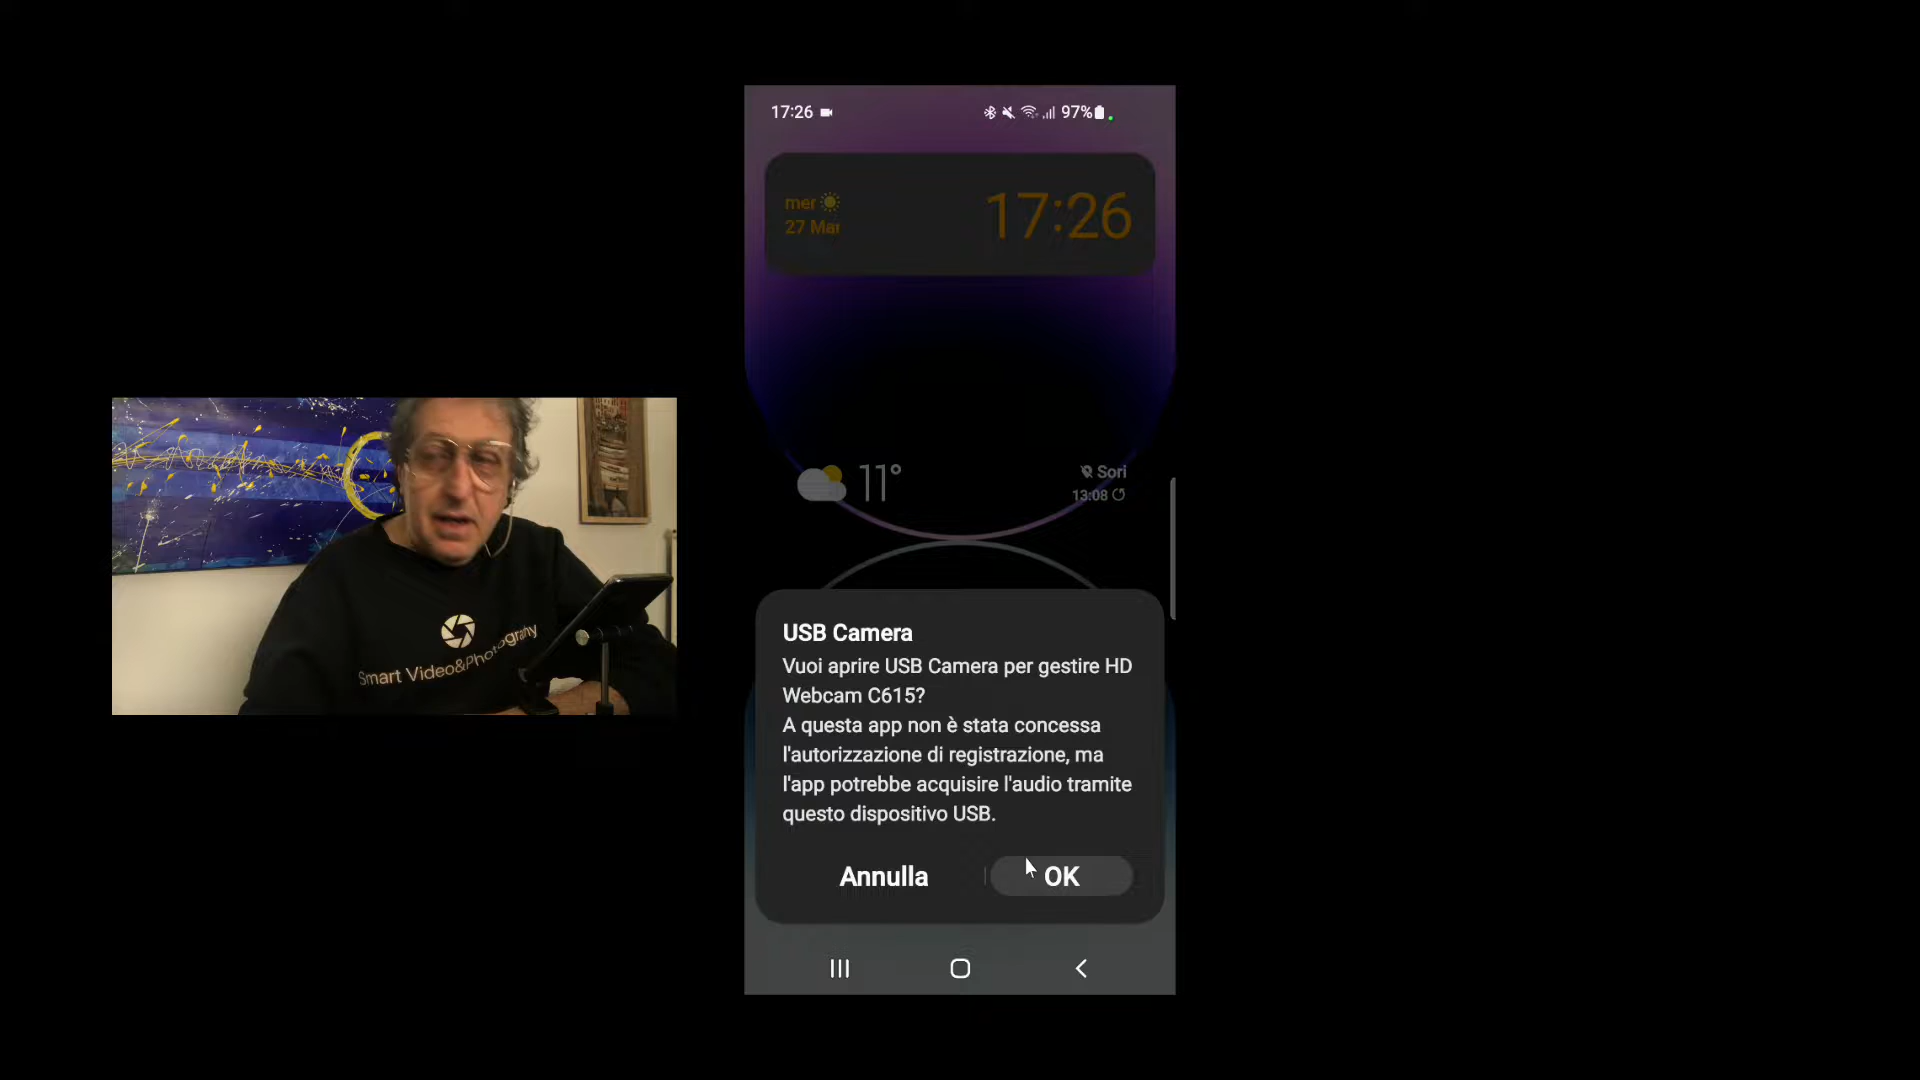 17:26
97%
mer
27 Mar
17:26
11°
Sori
13:08
USB Camera
Vuoi aprire USB Camera per gestire HD
Webcam C615?
A questa app non è stata concessa
l'autorizzazione di registrazione, ma
l'app potrebbe acquisire l'audio tramite
questo dispositivo USB.
Annulla
OK
Smart Video&Photography